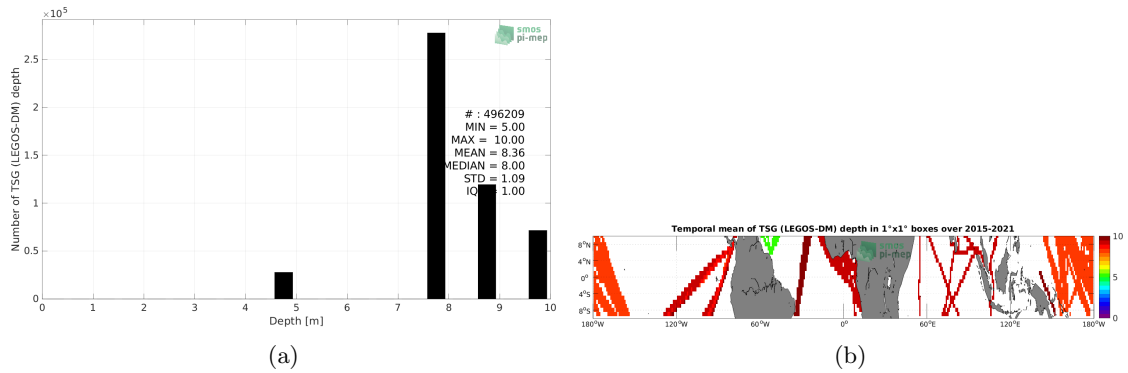 ×10⁵
smos
pi-mep
2.5
2
1.5
1
0.5
0
Number of TSG (LEGOS-DM) depth
# : 496209
MIN = 5.00
MAX = 10.00
MEAN = 8.36
MEDIAN = 8.00
STD = 1.09
= 1.00
0 1 2 3 4 5 6 7 8 9 10
Depth [m]
(a)
Temporal mean of TSG (LEGOS-DM) depth in 1°x1° boxes over 2015-2021
smos
pi-mep
8°N
4°N
0°
4°S
8°S
180°W 120°W 60°W 0° 60°E 120°E 180°W
10
5
0
(b)